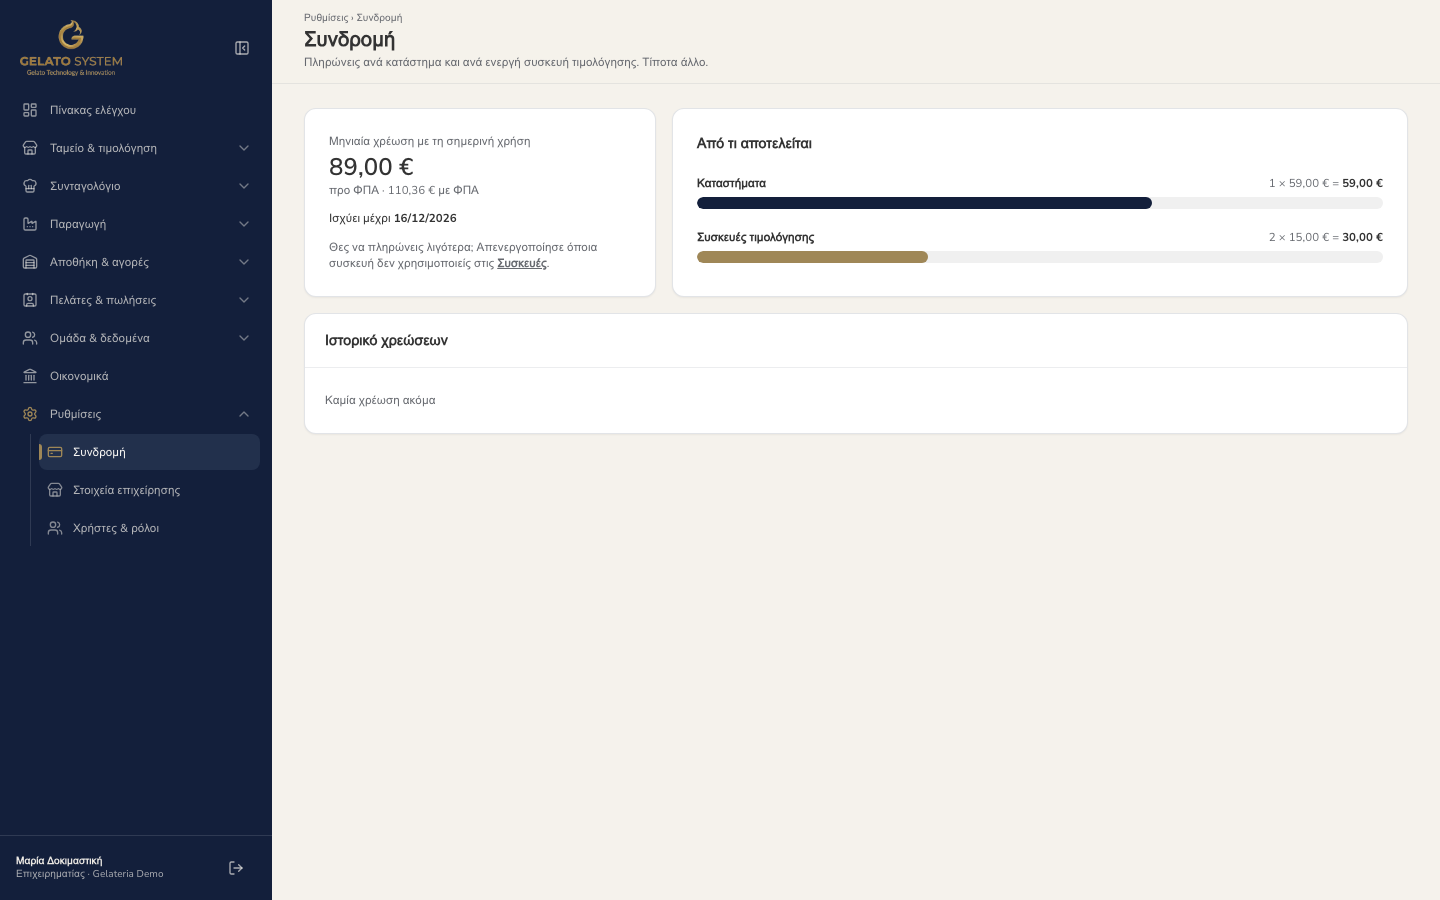 GELATO SYSTEM
Gelato Technology & Innovation
Πίνακας ελέγχου
Ταμείο & τιμολόγηση
Συνταγολόγιο
Παραγωγή
Αποθήκη & αγορές
Πελάτες & πωλήσεις
Ομάδα & δεδομένα
Οικονομικά
Ρυθμίσεις
Συνδρομή
Στοιχεία επιχείρησης
Χρήστες & ρόλοι
Μαρία Δοκιμαστική
Επιχειρηματίας · Gelateria Demo
Ρυθμίσεις › Συνδρομή
Συνδρομή
Πληρώνεις ανά κατάστημα και ανά ενεργή συσκευή τιμολόγησης. Τίποτα άλλο.
Μηνιαία χρέωση με τη σημερινή χρήση
89,00 €
προ ΦΠΑ · 110,36 € με ΦΠΑ
Ισχύει μέχρι 16/12/2026
Θες να πληρώνεις λιγότερα; Απενεργοποίησε όποια
συσκευή δεν χρησιμοποιείς στις Συσκευές.
Από τι αποτελείται
Καταστήματα 1 × 59,00 € = 59,00 €
Συσκευές τιμολόγησης 2 × 15,00 € = 30,00 €
Ιστορικό χρεώσεων
Καμία χρέωση ακόμα